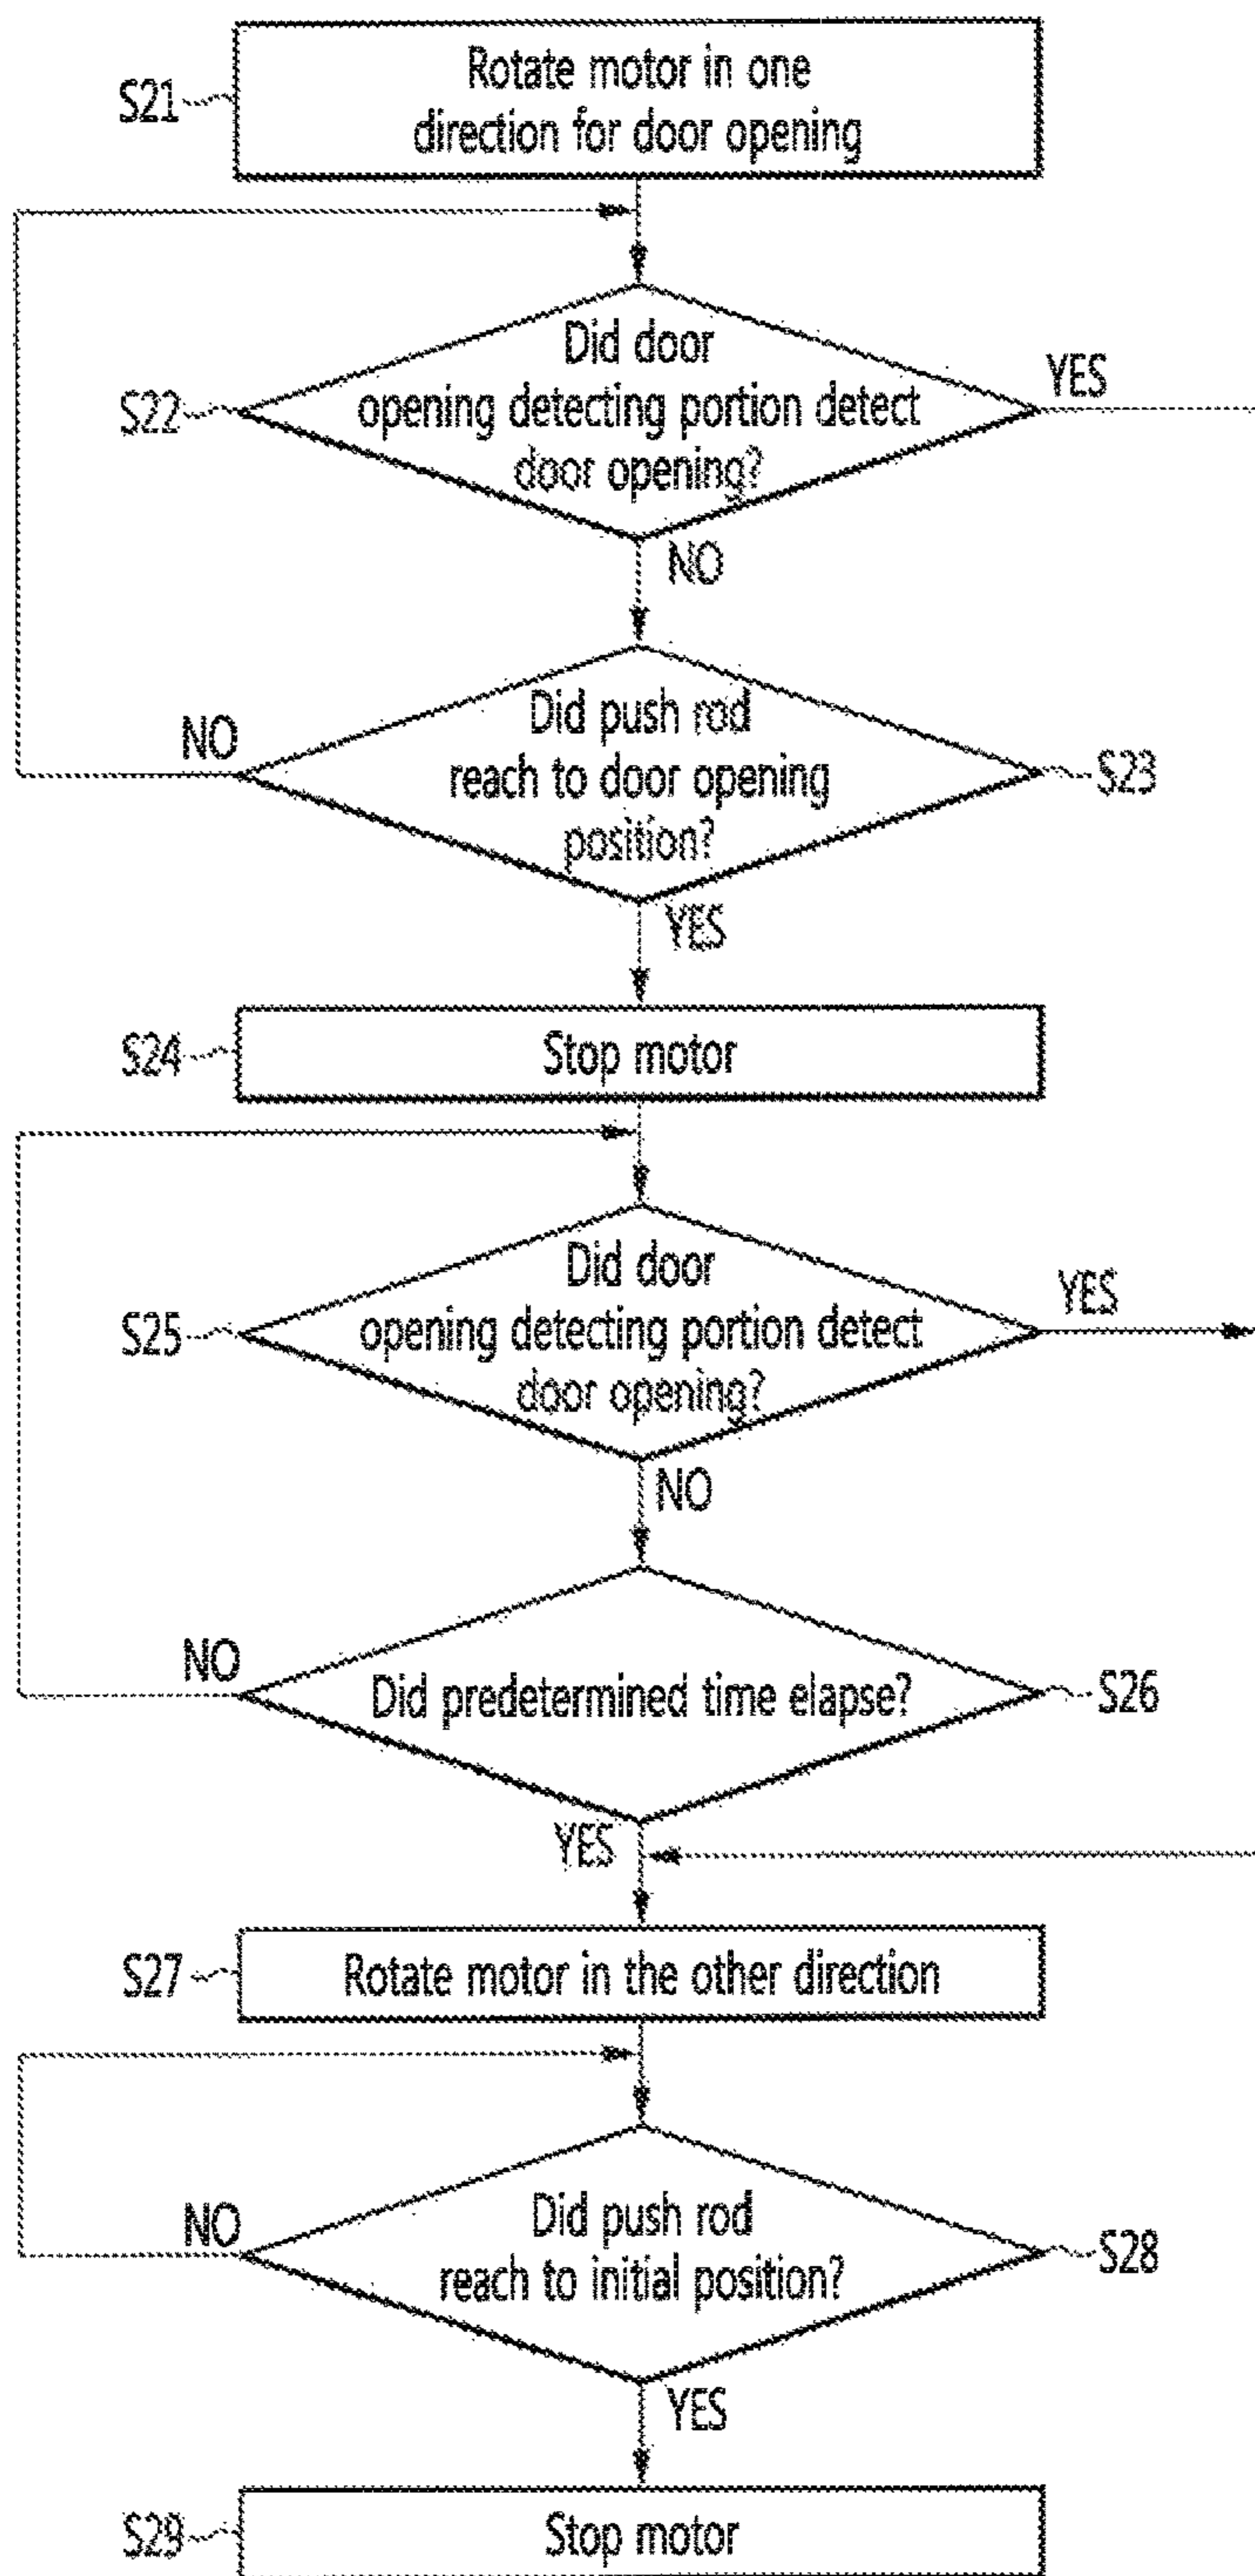 S21
Rotate motor in one
direction for door opening
S22
Did door
opening detecting portion detect
door opening?
YES
NO
Did push rod
reach to door opening
position?
NO
S23
YES
S24
Stop motor
S25
Did door
opening detecting portion detect
door opening?
YES
NO
NO
Did predetermined time elapse?
S26
YES
S27
Rotate motor in the other direction
NO
Did push rod
reach to initial position?
S28
YES
S29
Stop motor